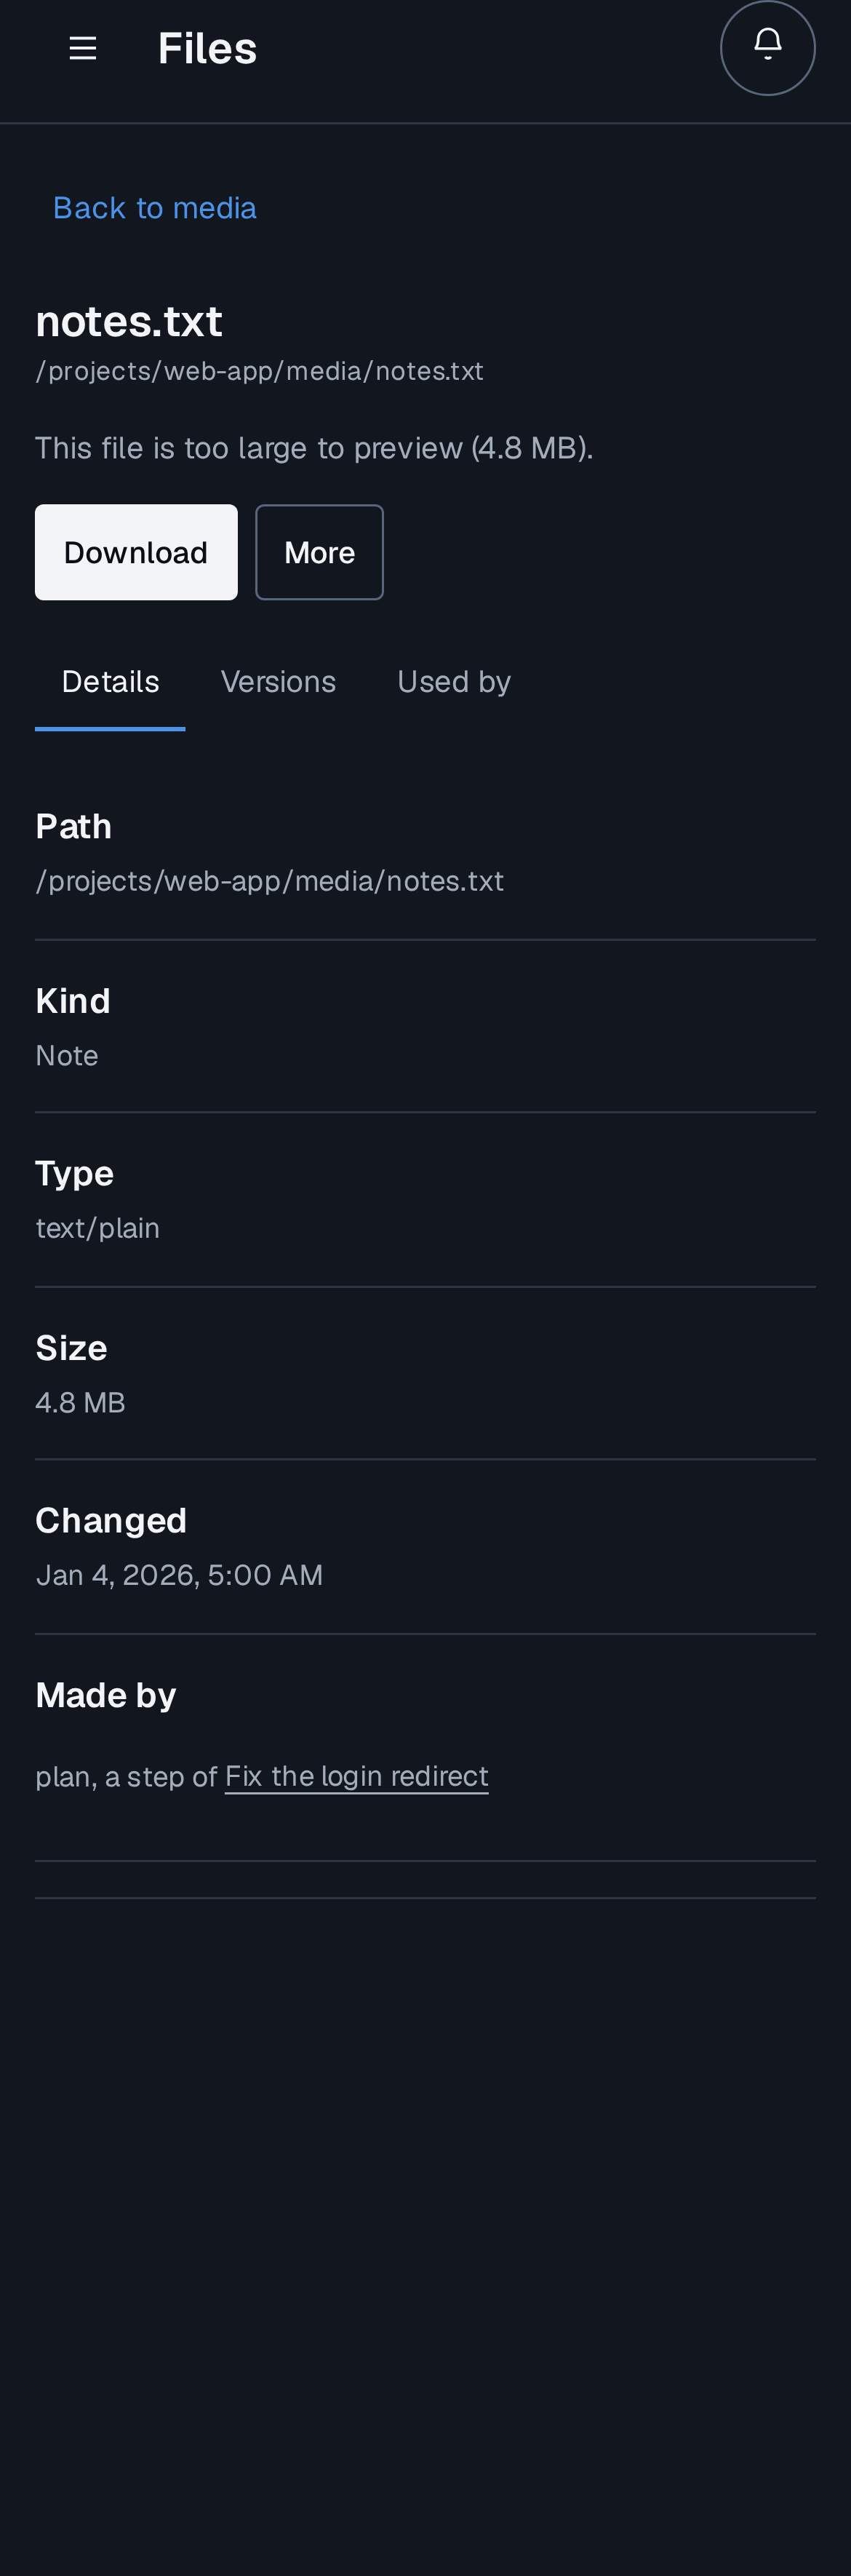 Files
Back to media
notes.txt
/projects/web-app/media/notes.txt
This file is too large to preview (4.8 MB).
Download More
Details Versions Used by
Path
/projects/web-app/media/notes.txt
Kind
Note
Type
text/plain
Size
4.8 MB
Changed
Jan 4, 2026, 5:00 AM
Made by
plan, a step of Fix the login redirect